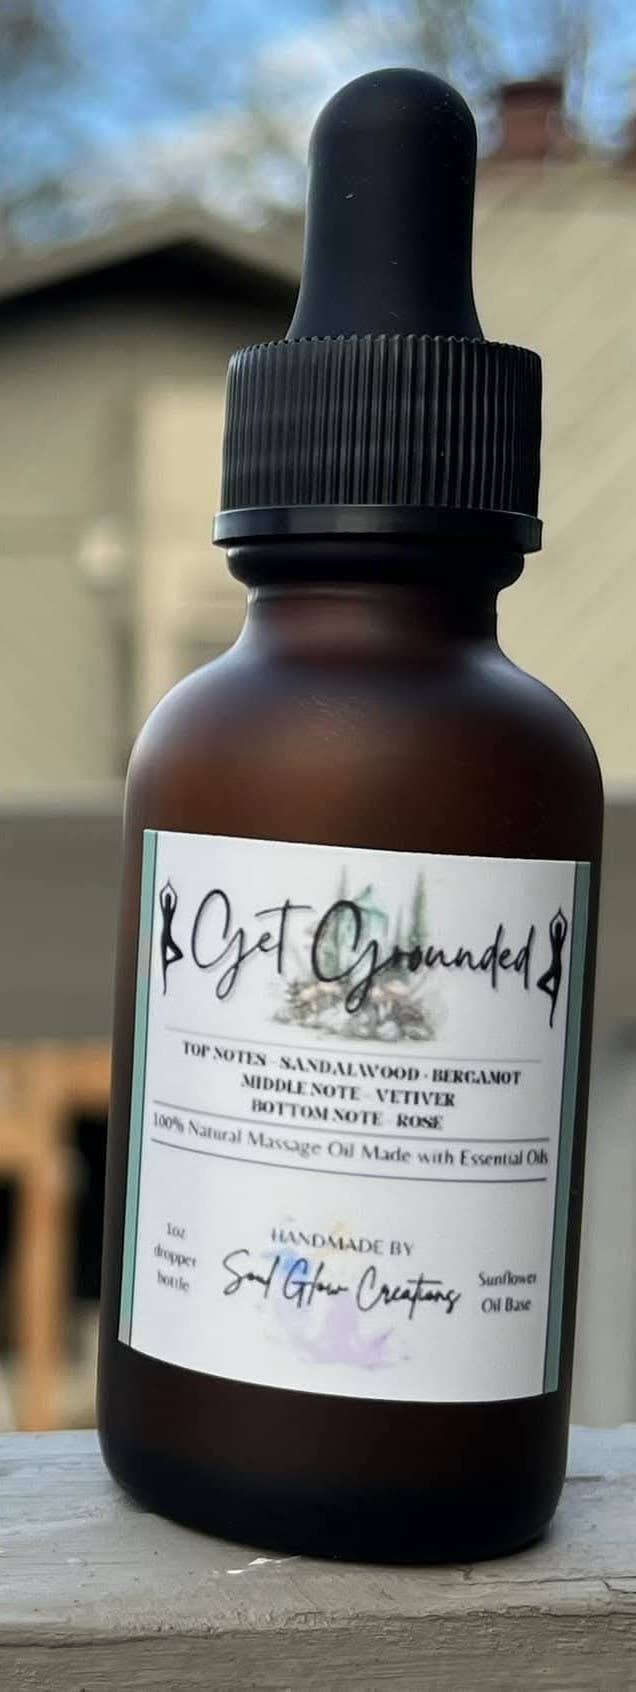 Get Grounded
TOP NOTES - SANDALWOOD - BERGAMOT
MIDDLE NOTE - VETIVER
BOTTOM NOTE - ROSE
100% Natural Massage Oil Made with Essential Oils
1oz
dropper
bottle
HANDMADE BY
Soul Glow Creations
Sunflower
Oil Base